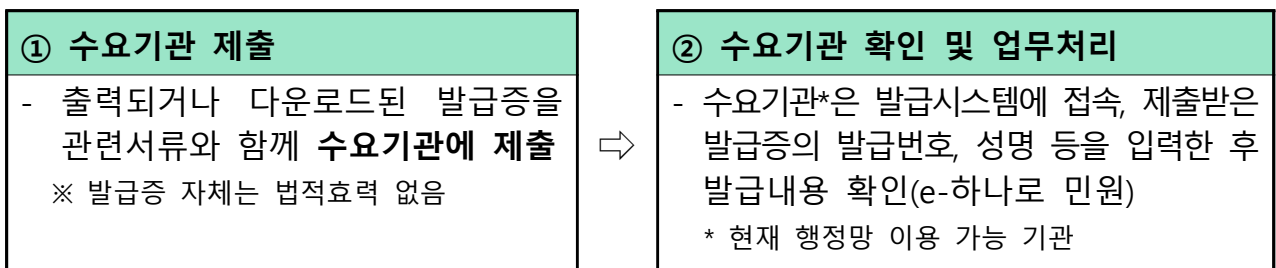 ① 수요기관 제출
- 출력되거나 다운로드된 발급증을
관련서류와 함께 수요기관에 제출
※ 발급증 자체는 법적효력 없음
⇨
② 수요기관 확인 및 업무처리
- 수요기관*은 발급시스템에 접속, 제출받은
발급증의 발급번호, 성명 등을 입력한 후
발급내용 확인(e-하나로 민원)
* 현재 행정망 이용 가능 기관